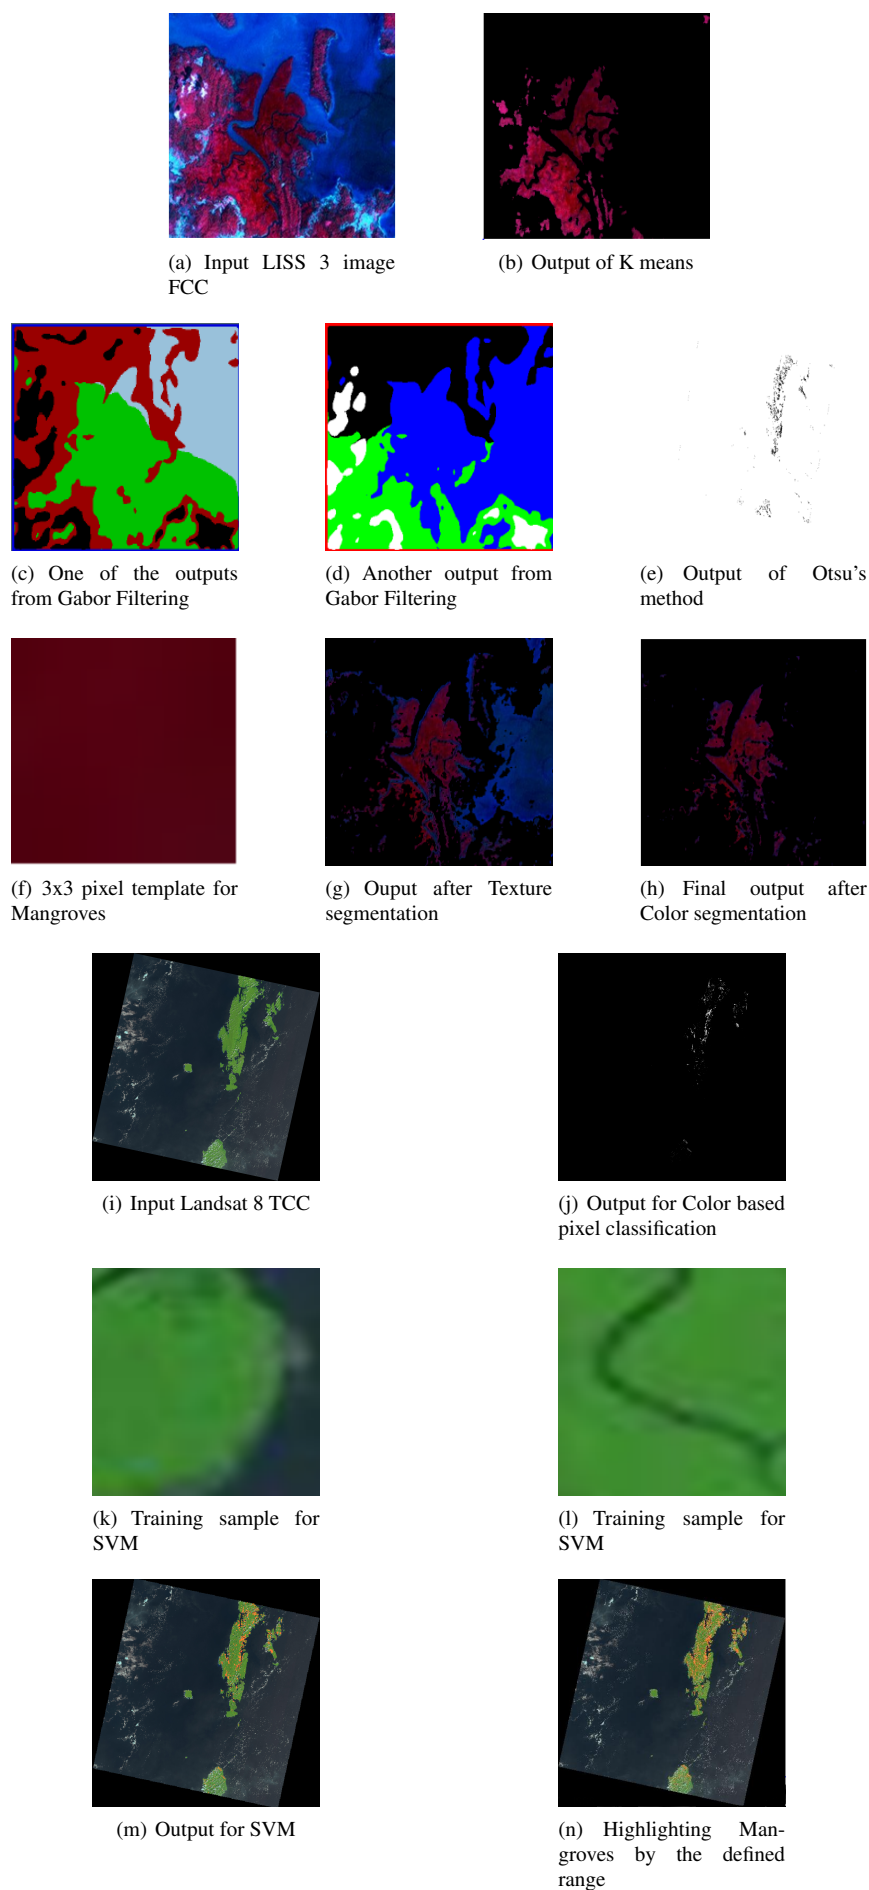 (a) Input LISS 3 image
FCC
(b) Output of K means
(c) One of the outputs
from Gabor Filtering
(d) Another output from
Gabor Filtering
(e) Output of Otsu's
method
(f) 3x3 pixel template for
Mangroves
(g) Ouput after Texture
segmentation
(h) Final output after
Color segmentation
(i) Input Landsat 8 TCC
(j) Output for Color based
pixel classification
(k) Training sample for
SVM
(l) Training sample for
SVM
(m) Output for SVM
(n) Highlighting Man-
groves by the defined
range